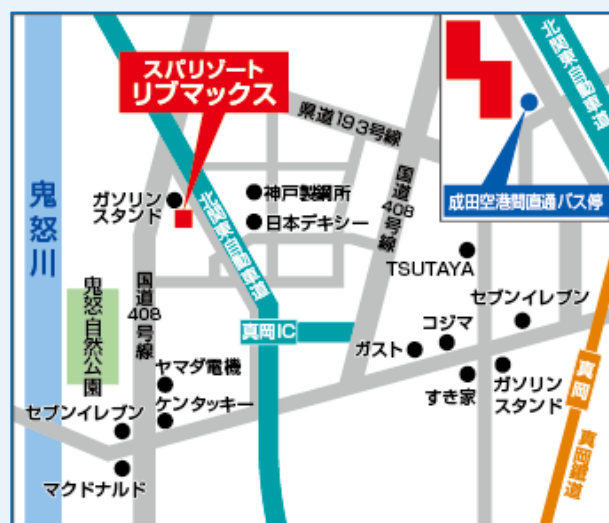 スパリゾート
リブマックス
北関東自動車道
成田空港間直通バス停
県道193号線
国道408号線
鬼怒川
ガソリン
スタンド
神戸製鋼所
日本デキシー
北関東自動車道
TSUTAYA
国道408号線
鬼怒自然公園
真岡IC
セブンイレブン
コジマ
ガスト
ヤマダ電機
すき家
ガソリン
スタンド
真岡
真岡鐵道
セブンイレブン
ケンタッキー
マクドナルド